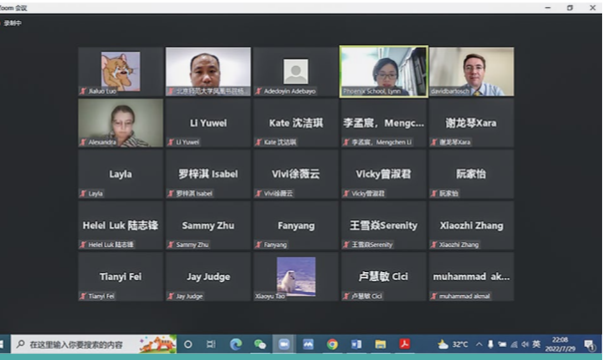 Zoom 会议
录制中
Jialuo Luo
Adedoyin Adebayo
Phoenix School, Lynn
davidbartosch
Alexandra
Li Yuwei
Li Yuwei
Kate 沈洁琪
Kate 沈洁琪
李孟宸，Mengc...
李孟宸，Mengchen Li
谢龙琴Xara
谢龙琴Xara
Layla
Layla
罗梓淇 Isabel
罗梓淇 Isabel
Vivi徐薇云
Vivi徐薇云
Vicky曾淑君
Vicky曾淑君
阮家怡
阮家怡
Helel Luk 陆志锋
Helel Luk 陆志锋
Sammy Zhu
Sammy Zhu
Fanyang
Fanyang
王雪焱Serenity
王雪焱Serenity
Xiaozhi Zhang
Xiaozhi Zhang
Tianyi Fei
Tianyi Fei
Jay Judge
Jay Judge
Xiaoyu Tao
卢慧敏 Cici
卢慧敏 Cici
muhammad ak...
muhammad akmal
在这里输入你要搜索的内容
32°C
英
22:08
2022/7/29